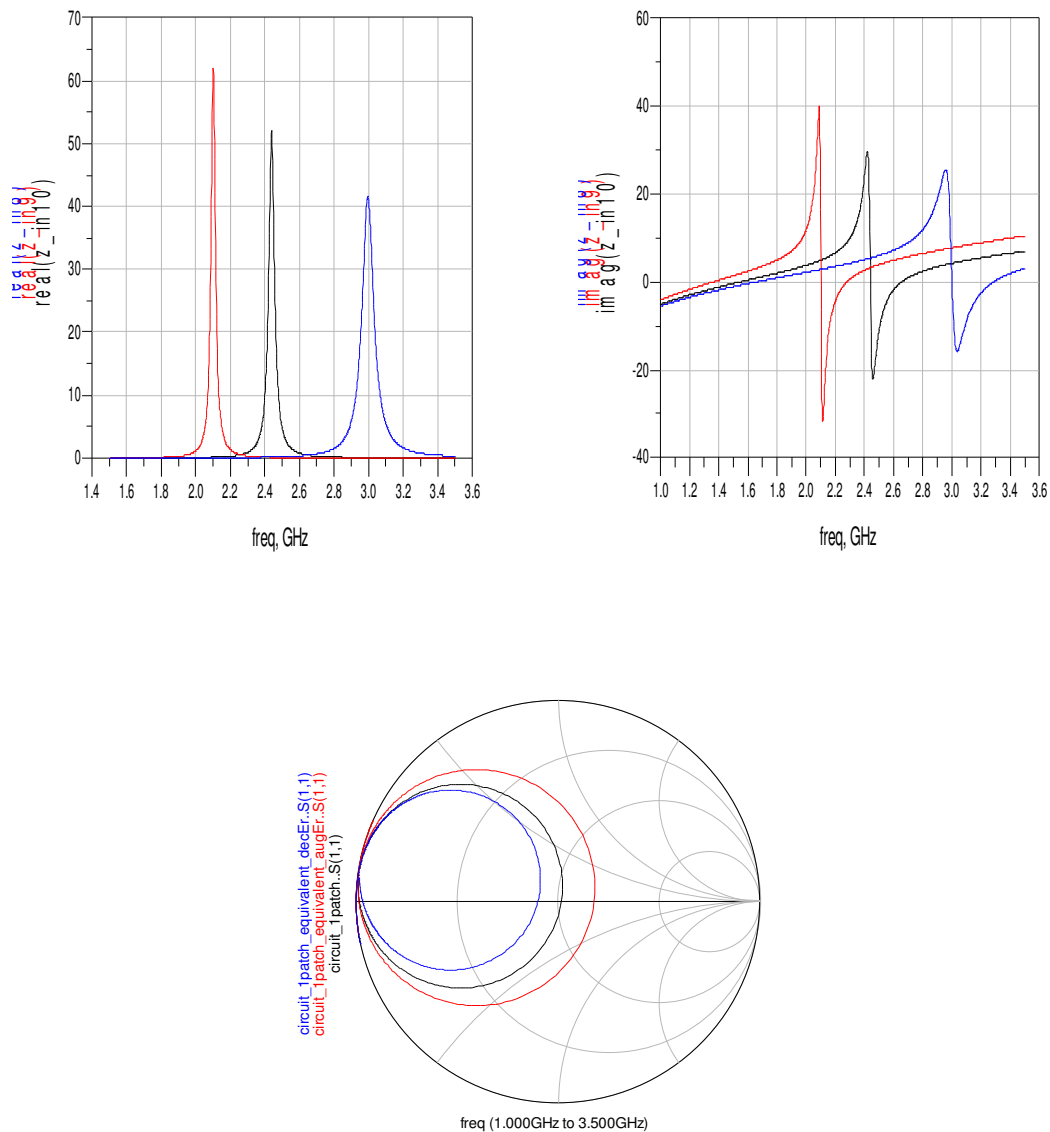 70
60
50
40
30
20
10
0
1.4 1.6 1.8 2.0 2.2 2.4 2.6 2.8 3.0 3.2 3.4 3.6
freq, GHz
real(z_in10)
60
40
20
0
-20
-40
1.0 1.2 1.4 1.6 1.8 2.0 2.2 2.4 2.6 2.8 3.0 3.2 3.4 3.6
freq, GHz
imag(z_in10)
circuit_1patch_equivalent_decEr..S(1,1)
circuit_1patch_equivalent_augEr..S(1,1)
circuit_1patch..S(1,1)
freq (1.000GHz to 3.500GHz)